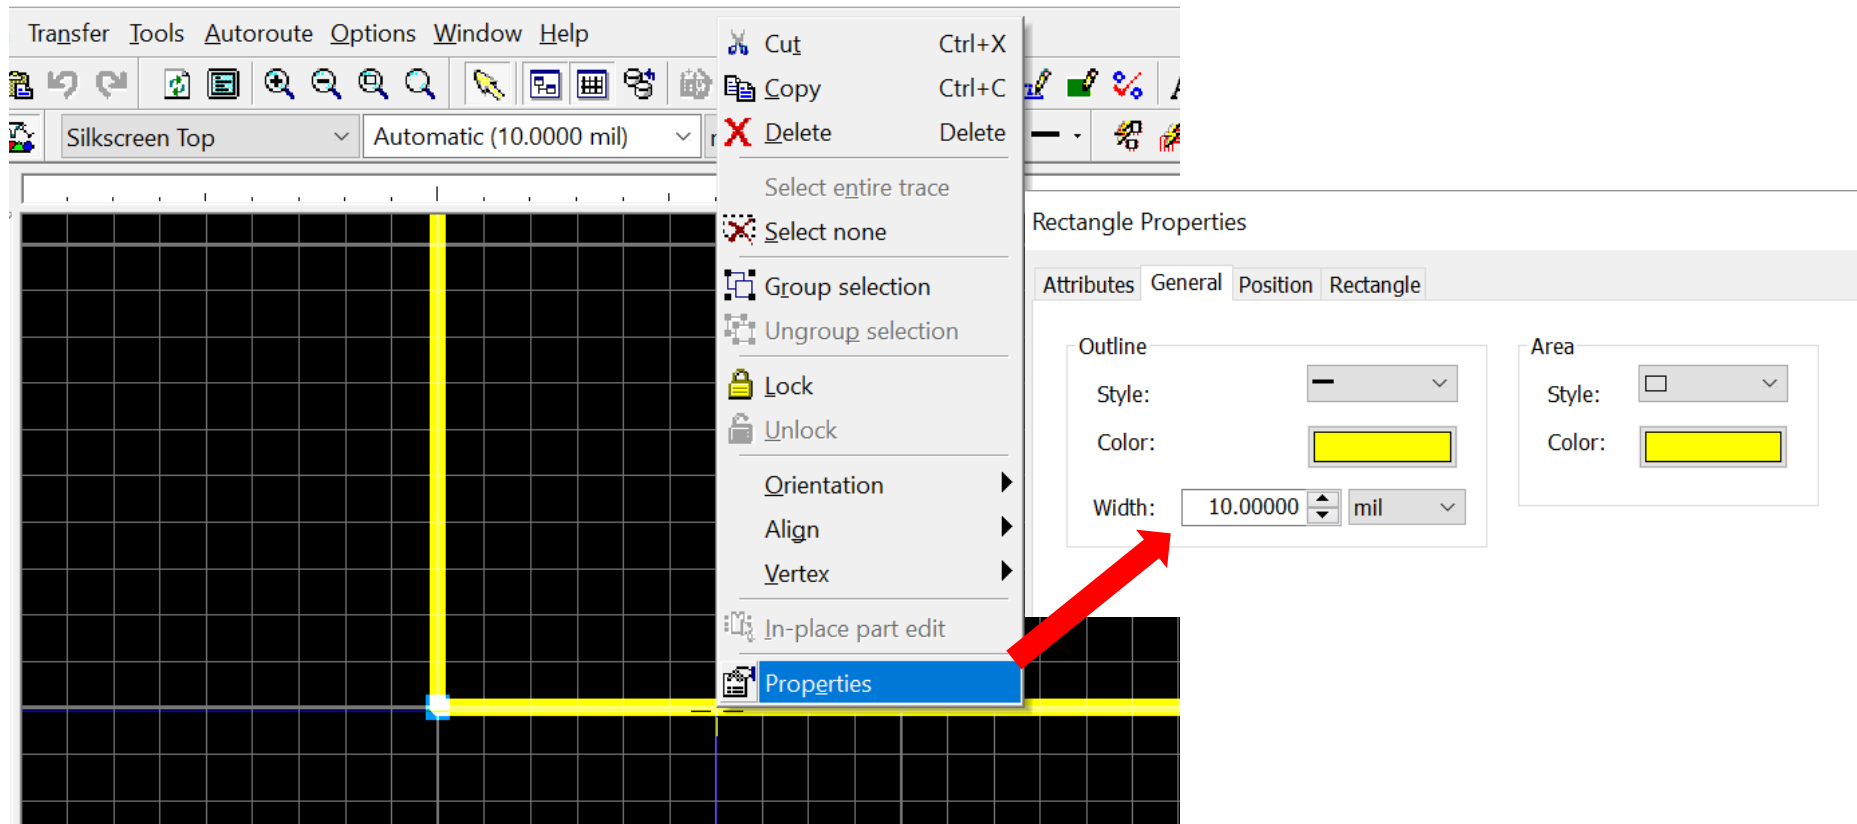 Transfer Tools Autoroute Options Window Help
Silkscreen Top
Automatic (10.0000 mil)
Cut Ctrl+X
Copy Ctrl+C
Delete Delete
Select entire trace
Select none
Group selection
Ungroup selection
Lock
Unlock
Orientation
Align
Vertex
In-place part edit
Properties
Rectangle Properties
Attributes General Position Rectangle
Outline
Style:
Color:
Width: 10.00000 mil
Area
Style:
Color: